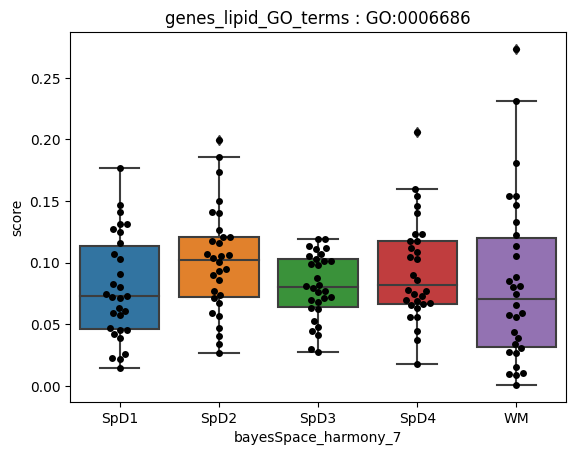 genes_lipid_GO_terms : GO:0006686
score
0.25
0.20
0.15
0.10
0.05
0.00
SpD1 SpD2 SpD3 SpD4 WM
bayesSpace_harmony_7